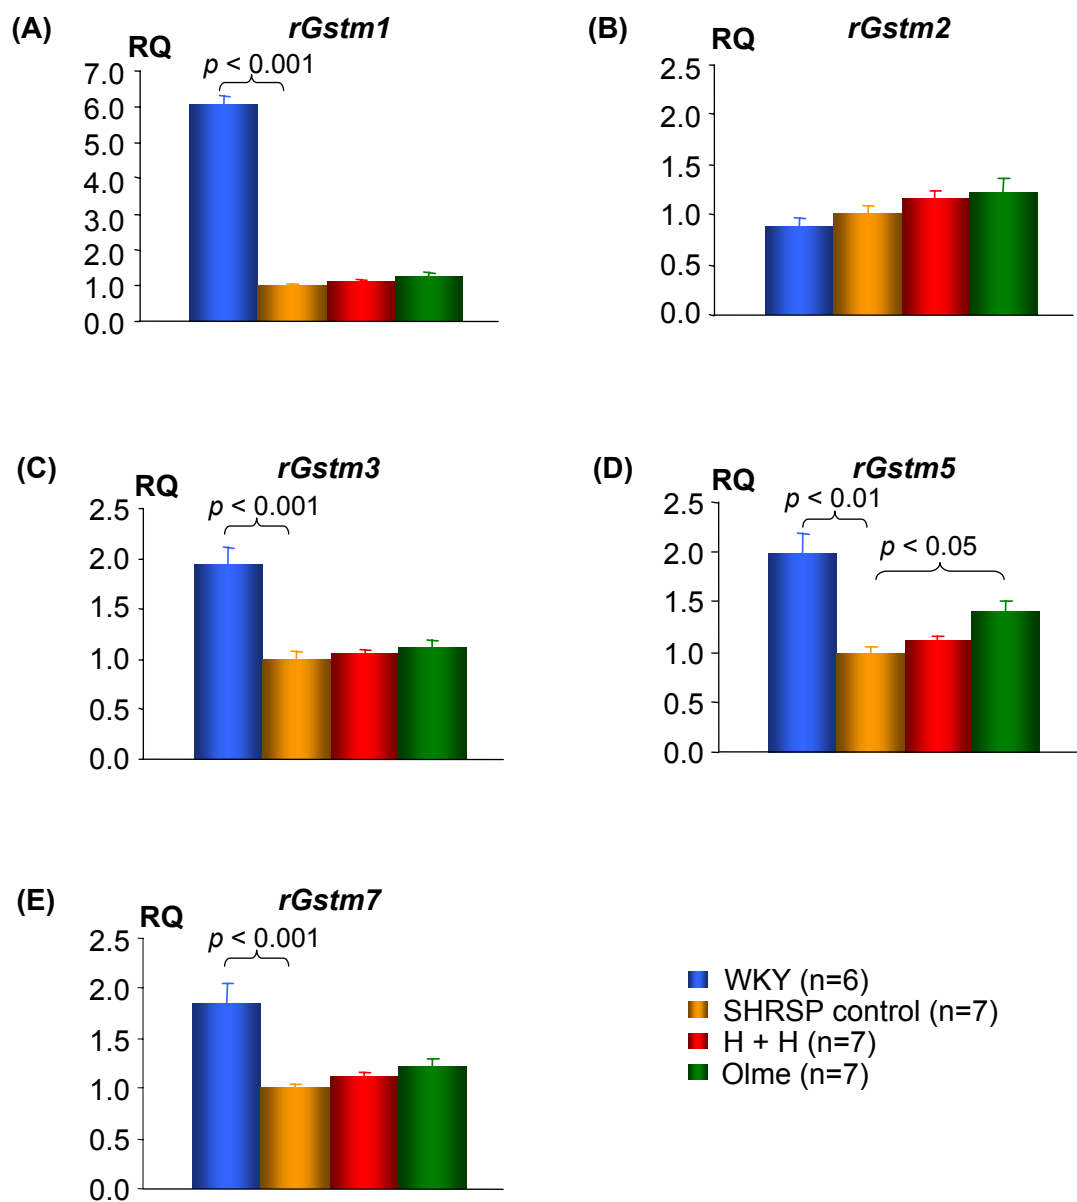 (A)
rGstm1
RQ
p < 0.001
7.0
6.0
5.0
4.0
3.0
2.0
1.0
0.0
(B)
rGstm2
RQ
2.5
2.0
1.5
1.0
0.5
0.0
(C)
rGstm3
RQ
p < 0.001
2.5
2.0
1.5
1.0
0.5
0.0
(D)
rGstm5
RQ
p < 0.01
p < 0.05
2.5
2.0
1.5
1.0
0.5
0.0
(E)
rGstm7
RQ
p < 0.001
2.5
2.0
1.5
1.0
0.5
0.0
WKY (n=6)
SHRSP control (n=7)
H + H (n=7)
Olme (n=7)